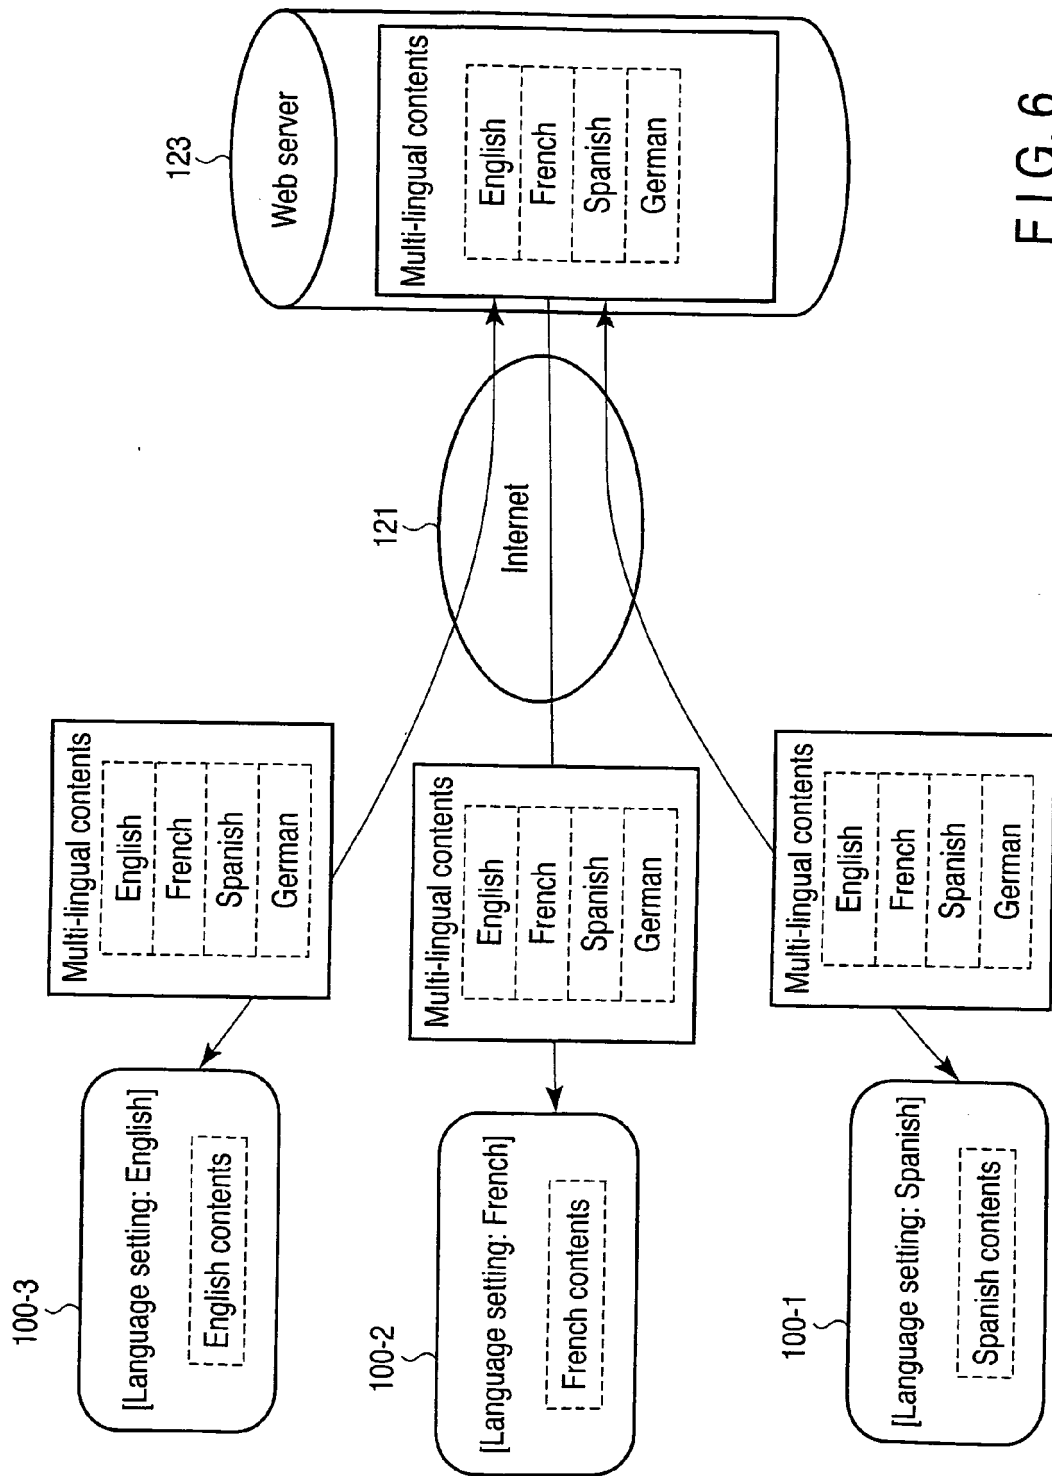 100-3
[Language setting: English]
English contents
Multi-lingual contents
English
French
Spanish
German
100-2
[Language setting: French]
French contents
Multi-lingual contents
English
French
Spanish
German
100-1
[Language setting: Spanish]
Spanish contents
Multi-lingual contents
English
French
Spanish
German
121
Internet
123
Web server
Multi-lingual contents
English
French
Spanish
German
FIG. 6